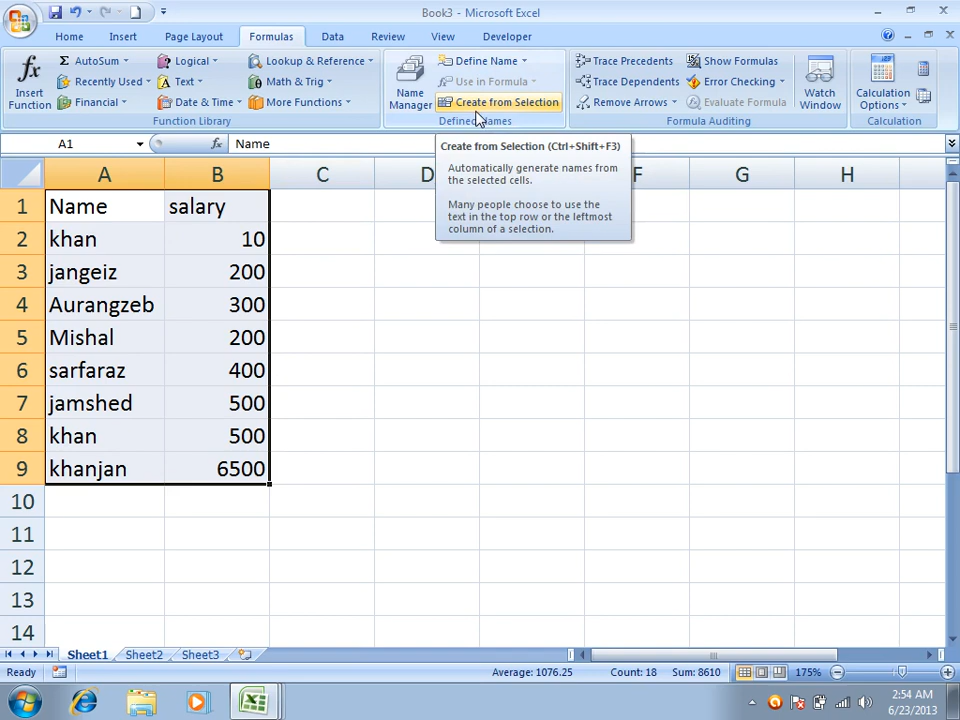 Book3 - Microsoft Excel
Home Insert Page Layout Formulas Data Review View Developer
fx Insert Function
Σ AutoSum
Recently Used
Financial
Logical
Text
Date & Time
Lookup & Reference
Math & Trig
More Functions
Function Library
Name Manager
Define Name
Use in Formula
Create from Selection
Defined Names
Trace Precedents
Trace Dependents
Remove Arrows
Show Formulas
Error Checking
Evaluate Formula
Formula Auditing
Watch Window
Calculation Options
Calculation
A1 fx Name
Create from Selection (Ctrl+Shift+F3)
Automatically generate names from
the selected cells.
Many people choose to use the
text in the top row or the leftmost
column of a selection.
A B C D F G H
1 Name salary
2 khan 10
3 jangeiz 200
4 Aurangzeb 300
5 Mishal 200
6 sarfaraz 400
7 jamshed 500
8 khan 500
9 khanjan 6500
10
11
12
13
14
Sheet1 Sheet2 Sheet3
Ready Average: 1076.25 Count: 18 Sum: 8610 175%
2:54 AM
6/23/2013